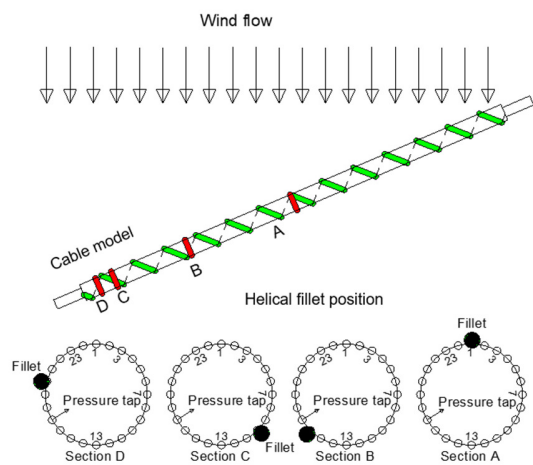 Wind flow
Cable model
A
B
C
D
Helical fillet position
Fillet
23 1 3
7
Pressure tap
13
Section D
23 1 3
7
Pressure tap
13
Fillet
Section C
23 1 3
7
Pressure tap
13
Section B
Fillet
23 1 3
7
Pressure tap
13
Section A